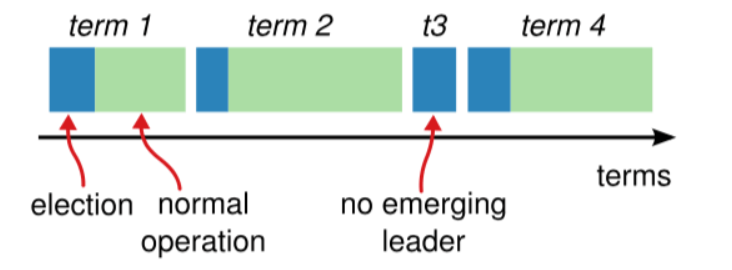 term 1 term 2 t3 term 4
terms
election normal operation no emerging leader